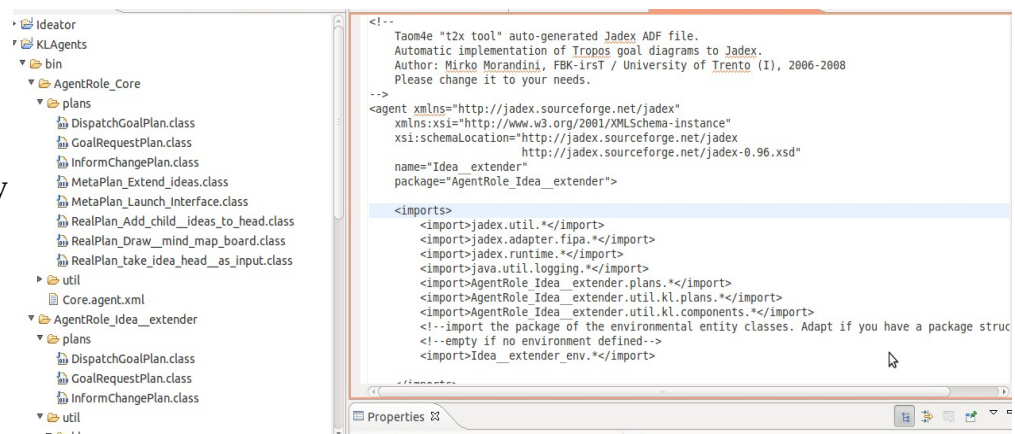 Ideator
KLAgents
bin
AgentRole_Core
plans
DispatchGoalPlan.class
GoalRequestPlan.class
InformChangePlan.class
MetaPlan_Extend_ideas.class
MetaPlan_Launch_Interface.class
RealPlan_Add_child__ideas_to_head.class
RealPlan_Draw__mind_map_board.class
RealPlan_take_idea_head__as_input.class
util
Core.agent.xml
AgentRole_Idea__extender
plans
DispatchGoalPlan.class
GoalRequestPlan.class
InformChangePlan.class
util
y
<!--
Taom4e "t2x tool" auto-generated Jadex ADF file.
Automatic implementation of Tropos goal diagrams to Jadex.
Author: Mirko Morandini, FBK-irsT / University of Trento (I), 2006-2008
Please change it to your needs.
-->
<agent xmlns="http://jadex.sourceforge.net/jadex"
xmlns:xsi="http://www.w3.org/2001/XMLSchema-instance"
xsi:schemaLocation="http://jadex.sourceforge.net/jadex
http://jadex.sourceforge.net/jadex-0.96.xsd"
name="Idea__extender"
package="AgentRole_Idea__extender">
<imports>
<import>jadex.util.*</import>
<import>jadex.adapter.fipa.*</import>
<import>jadex.runtime.*</import>
<import>java.util.logging.*</import>
<import>AgentRole_Idea__extender.plans.*</import>
<import>AgentRole_Idea__extender.util.kl.plans.*</import>
<import>AgentRole_Idea__extender.util.kl.components.*</import>
<!--import the package of the environmental entity classes. Adapt if you have a package struc
<!--empty if no environment defined-->
<import>Idea__extender_env.*</import>
</imports>
Properties